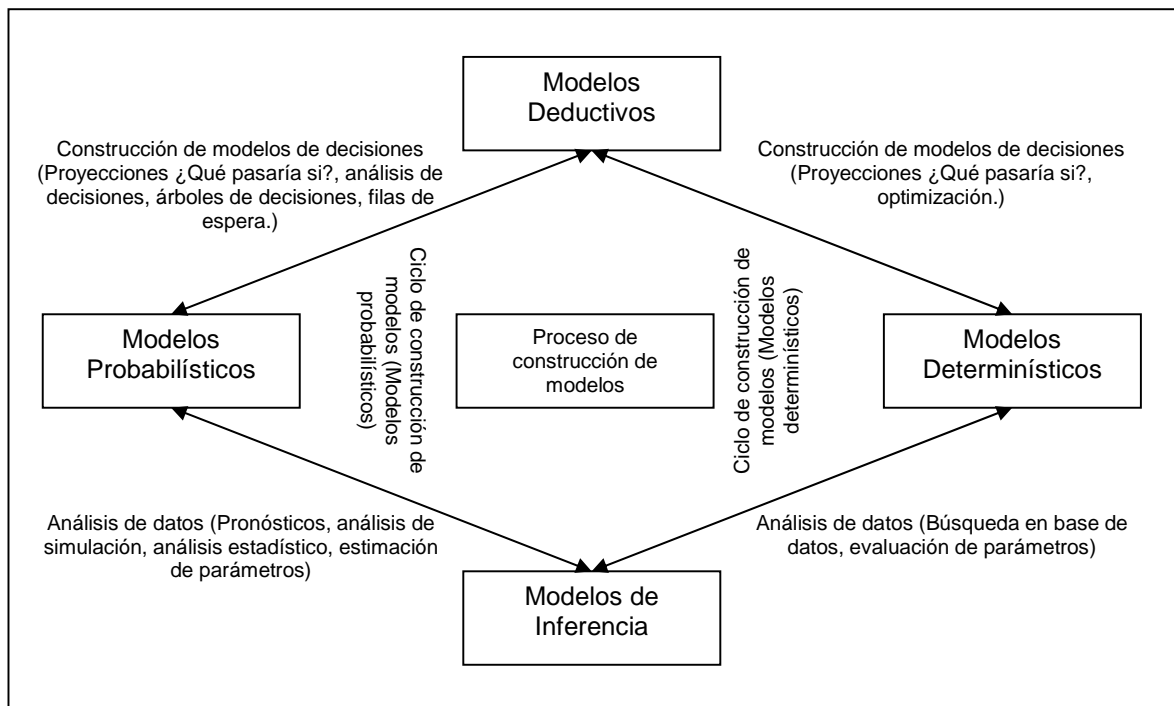 Modelos
Deductivos
Construcción de modelos de decisiones
(Proyecciones ¿Qué pasaría si?, análisis de
decisiones, árboles de decisiones, filas de
espera.)
Construcción de modelos de decisiones
(Proyecciones ¿Qué pasaría si?,
optimización.)
Modelos
Probabilísticos
Ciclo de construcción de
modelos (Modelos
probabilísticos)
Proceso de
construcción de
modelos
Ciclo de construcción de
modelos (Modelos
determinísticos)
Modelos
Determinísticos
Análisis de datos (Pronósticos, análisis de
simulación, análisis estadístico, estimación
de parámetros)
Análisis de datos (Búsqueda en base de
datos, evaluación de parámetros)
Modelos de
Inferencia